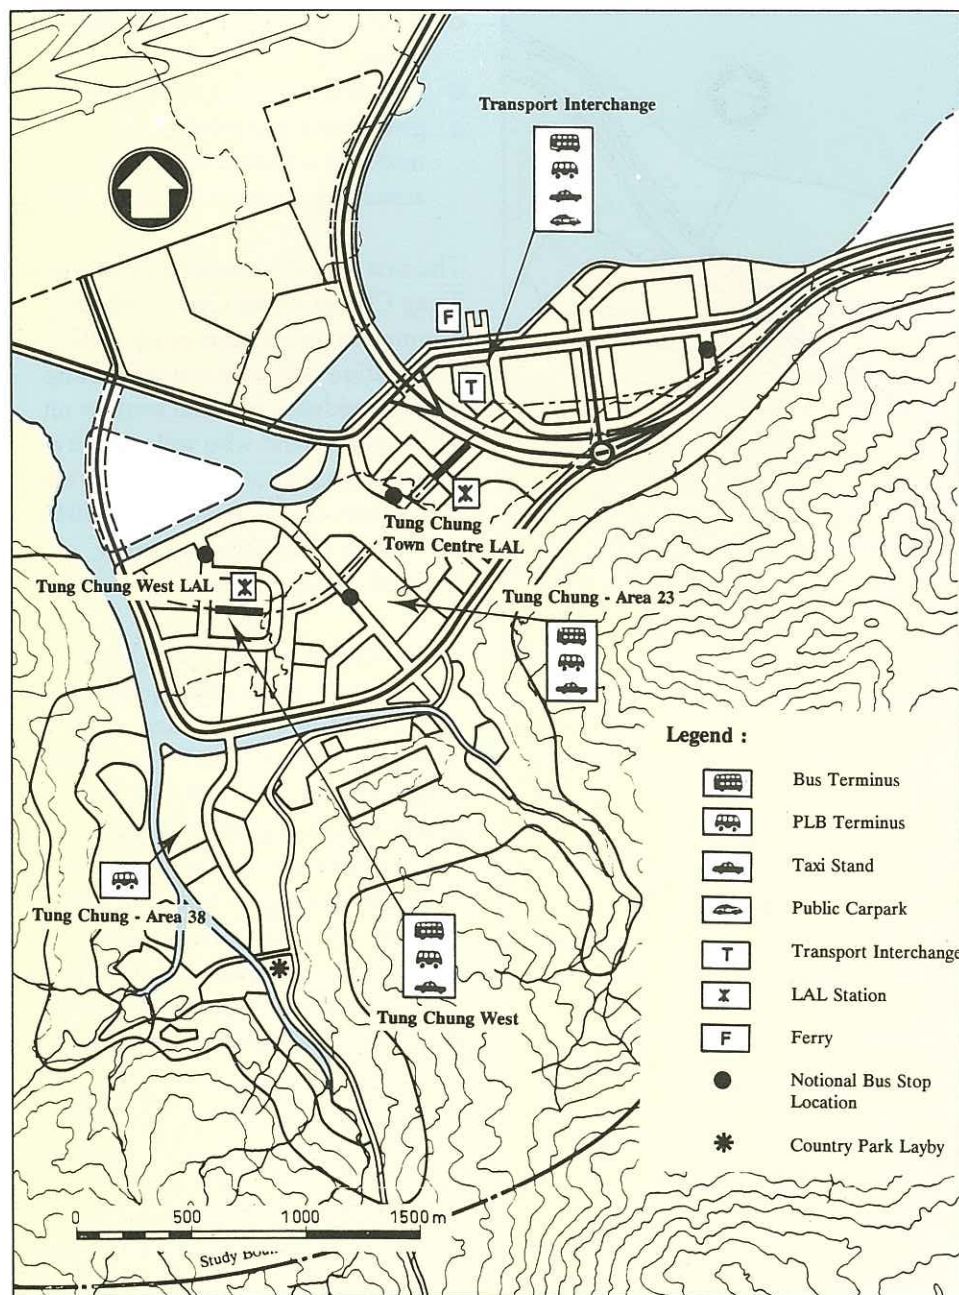 Transport Interchange
F
T
Tung Chung
Town Centre LAL
Tung Chung West LAL
Tung Chung - Area 23
Legend :
Bus Terminus
PLB Terminus
Taxi Stand
Public Carpark
T
Transport Interchange
LAL Station
F
Ferry
Notional Bus Stop
Location
Country Park Layby
Tung Chung - Area 38
Tung Chung West
0 500 1000 1500 m
Study